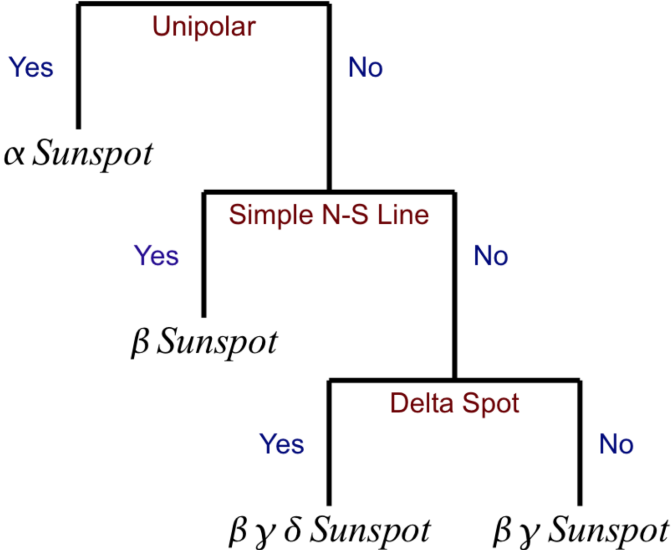 Unipolar
Yes
No
α Sunspot
Simple N-S Line
Yes
No
β Sunspot
Delta Spot
Yes
No
β γ δ Sunspot
β γ Sunspot